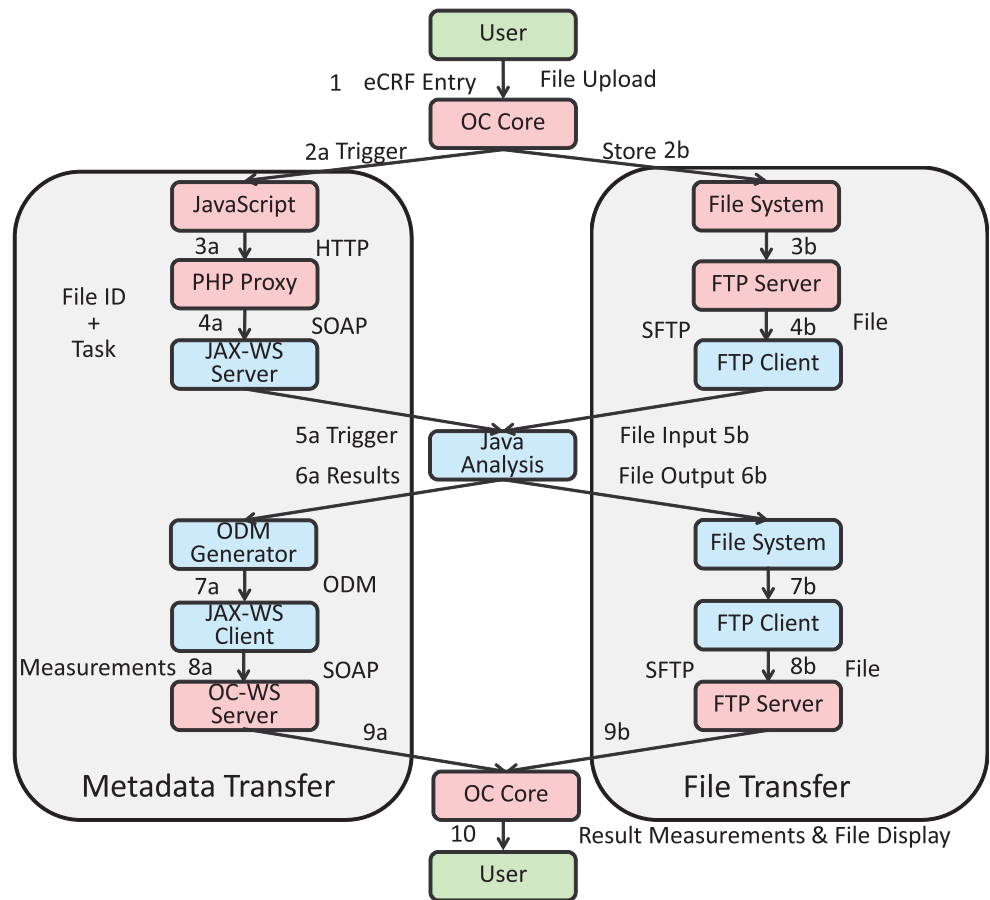 User
1 eCRF Entry File Upload
OC Core
2a Trigger Store 2b
JavaScript File System
3a HTTP 3b
PHP Proxy FTP Server
File ID
+
Task
4a SOAP SFTP 4b File
JAX-WS
Server
FTP Client
5a Trigger File Input 5b
Java
Analysis
6a Results File Output 6b
ODM
Generator
File System
7a ODM 7b
JAX-WS
Client
FTP Client
Measurements 8a SOAP SFTP 8b File
OC-WS
Server
FTP Server
9a 9b
Metadata Transfer File Transfer
OC Core
10 Result Measurements & File Display
User